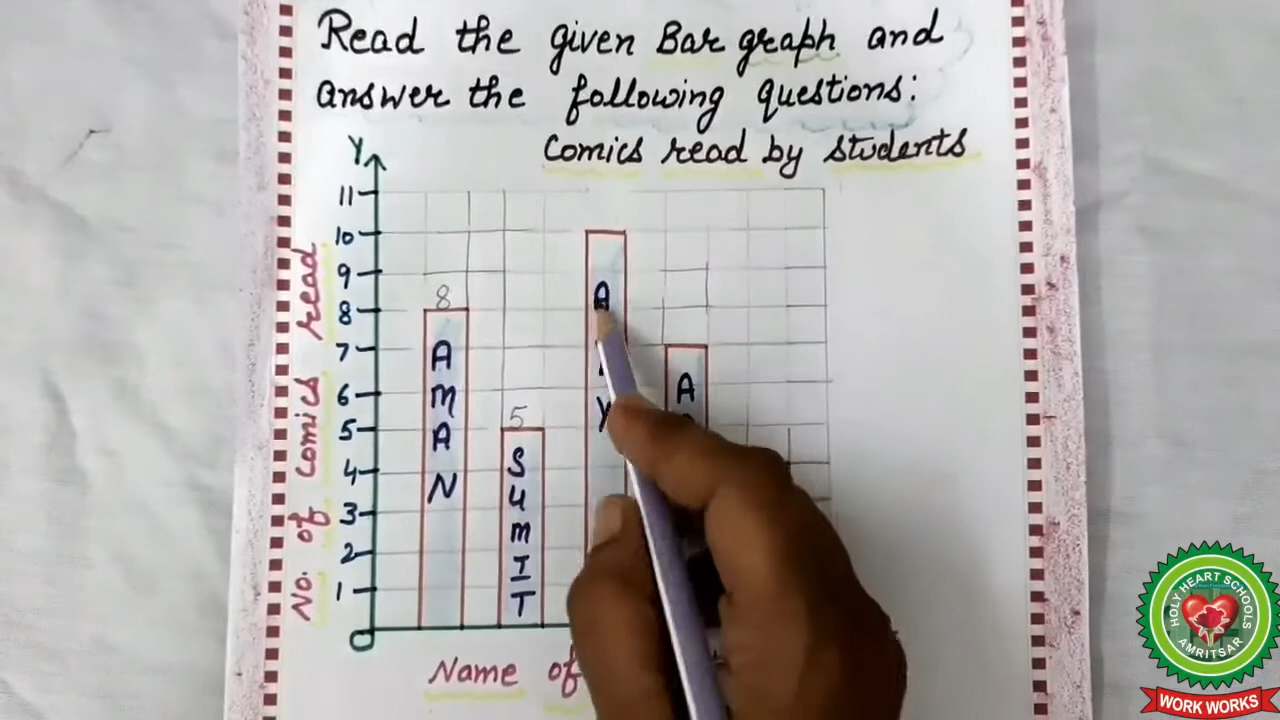 Read the given Bar graph and
answer the following questions:
Comics read by students
Y
11
10
9
8
7
6
5
4
3
2
1
O
No. of comics read
8
AMAN
5
SUMIT
Name of
HOLY HEART SCHOOLS
AMRITSAR
WORK WORKS